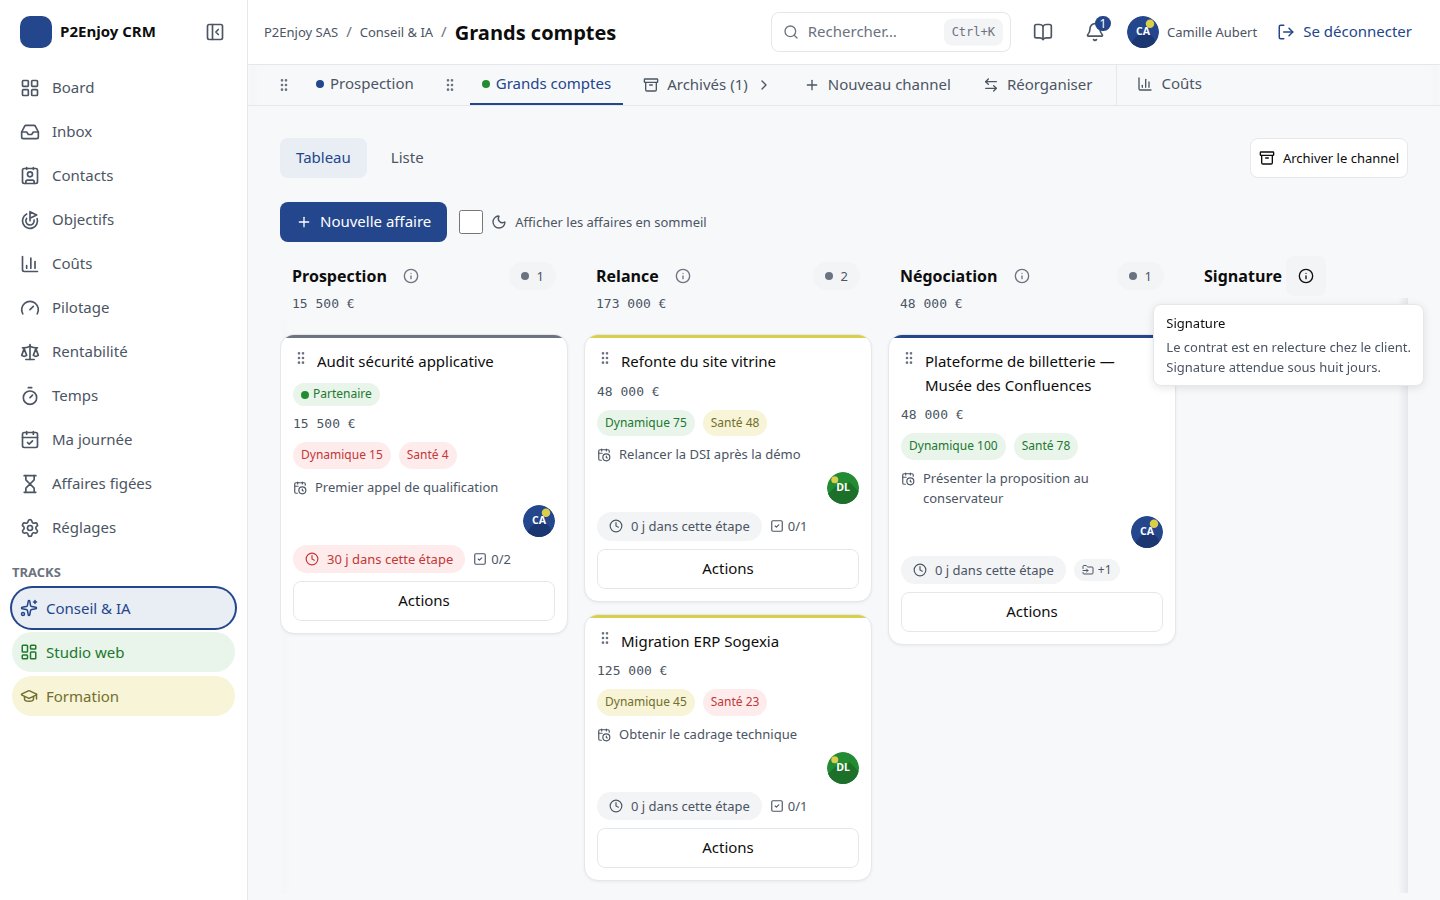 P2Enjoy CRM
Board
Inbox
Contacts
Objectifs
Coûts
Pilotage
Rentabilité
Temps
Ma journée
Affaires figées
Réglages
TRACKS
Conseil & IA
Studio web
Formation
P2Enjoy SAS / Conseil & IA / Grands comptes
Rechercher... Ctrl+K
1
CA Camille Aubert
Se déconnecter
Prospection
Grands comptes
Archivés (1)
Nouveau channel
Réorganiser
Coûts
Tableau
Liste
Archiver le channel
Nouvelle affaire
Afficher les affaires en sommeil
Prospection 1
15 500 €
Audit sécurité applicative
Partenaire
15 500 €
Dynamique 15 Santé 4
Premier appel de qualification
CA
30 j dans cette étape 0/2
Actions
Relance 2
173 000 €
Refonte du site vitrine
48 000 €
Dynamique 75 Santé 48
Relancer la DSI après la démo
DL
0 j dans cette étape 0/1
Actions
Migration ERP Sogexia
125 000 €
Dynamique 45 Santé 23
Obtenir le cadrage technique
DL
0 j dans cette étape 0/1
Actions
Négociation 1
48 000 €
Plateforme de billetterie —
Musée des Confluences
48 000 €
Dynamique 100 Santé 78
Présenter la proposition au
conservateur
CA
0 j dans cette étape +1
Actions
Signature
Signature
Le contrat est en relecture chez le client.
Signature attendue sous huit jours.